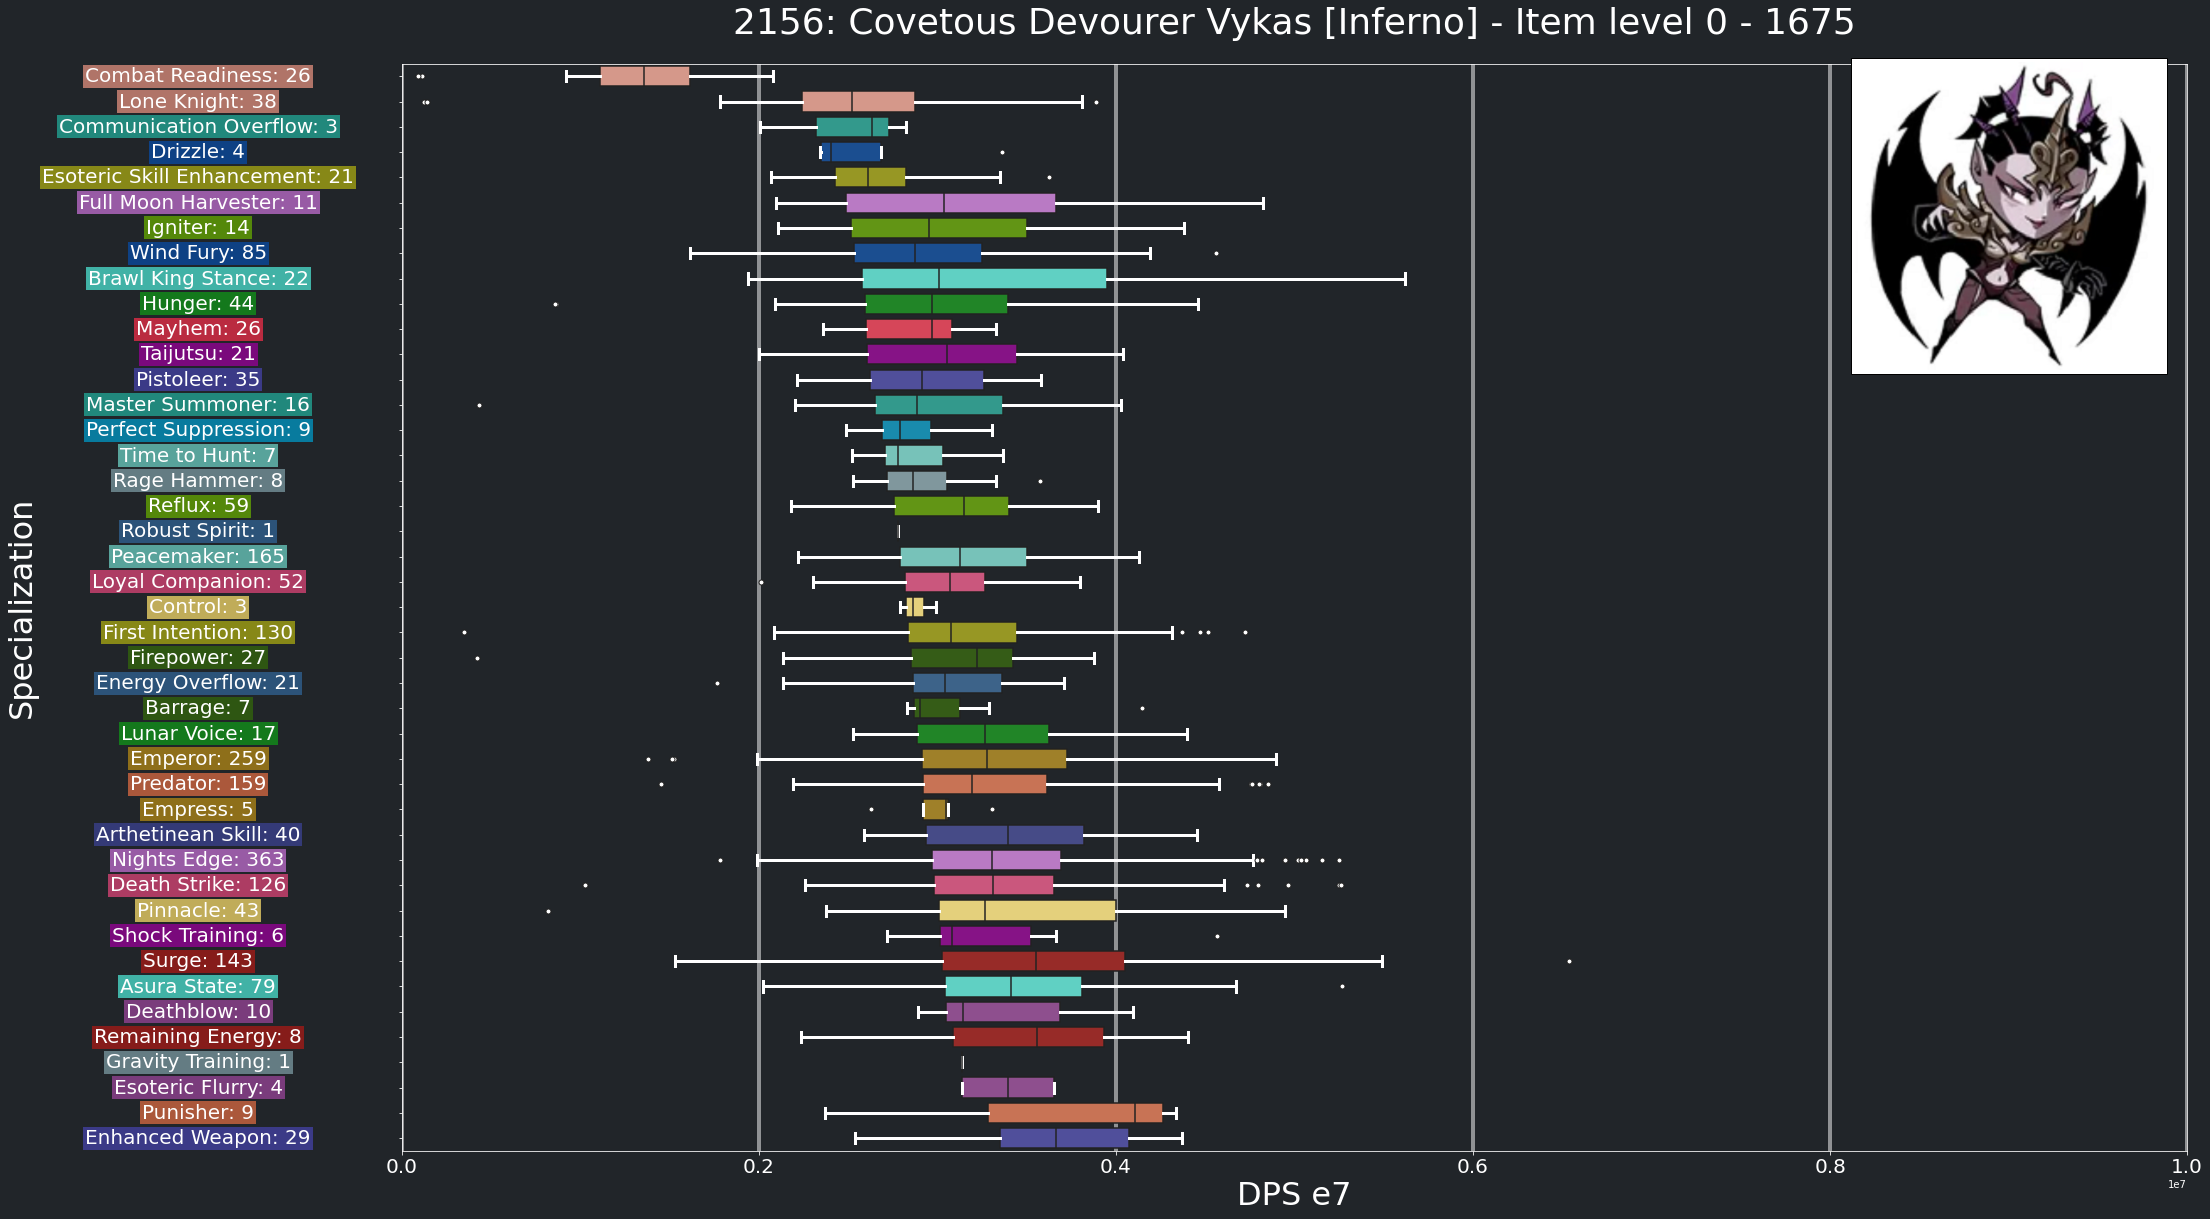 2156: Covetous Devourer Vykas [Inferno] - Item level 0 - 1675
Specialization
Combat Readiness: 26
Lone Knight: 38
Communication Overflow: 3
Drizzle: 4
Esoteric Skill Enhancement: 21
Full Moon Harvester: 11
Igniter: 14
Wind Fury: 85
Brawl King Stance: 22
Hunger: 44
Mayhem: 26
Taijutsu: 21
Pistoleer: 35
Master Summoner: 16
Perfect Suppression: 9
Time to Hunt: 7
Rage Hammer: 8
Reflux: 59
Robust Spirit: 1
Peacemaker: 165
Loyal Companion: 52
Control: 3
First Intention: 130
Firepower: 27
Energy Overflow: 21
Barrage: 7
Lunar Voice: 17
Emperor: 259
Predator: 159
Empress: 5
Arthetinean Skill: 40
Nights Edge: 363
Death Strike: 126
Pinnacle: 43
Shock Training: 6
Surge: 143
Asura State: 79
Deathblow: 10
Remaining Energy: 8
Gravity Training: 1
Esoteric Flurry: 4
Punisher: 9
Enhanced Weapon: 29
0.0 0.2 0.4 0.6 0.8 1.0
1e7
DPS e7